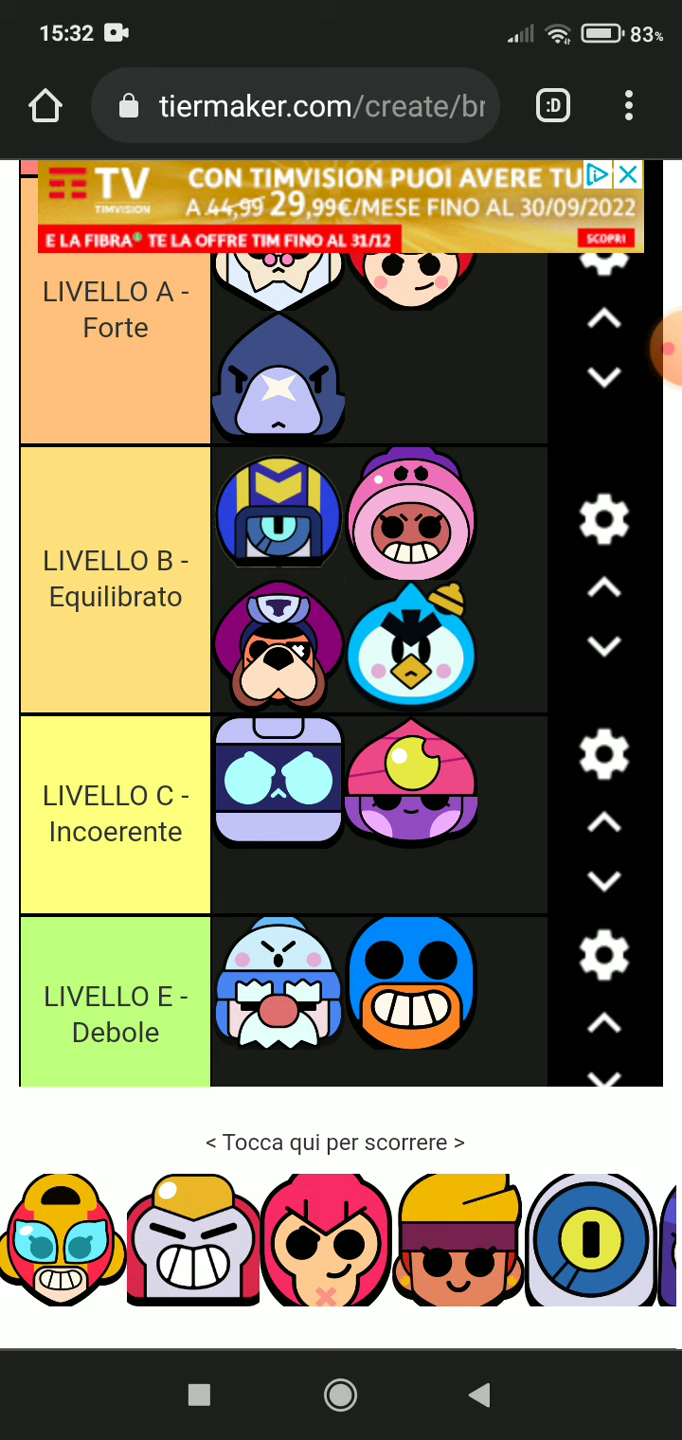 15:32
83%
tiermaker.com/create/br
:D
TV
TIMVISION
CON TIMVISION PUOI AVERE TU
A 44,99 29,99€/MESE FINO AL 30/09/2022
E LA FIBRA TE LA OFFRE TIM FINO AL 31/12
SCOPRI
LIVELLO A -
Forte
LIVELLO B -
Equilibrato
LIVELLO C -
Incoerente
LIVELLO E -
Debole
< Tocca qui per scorrere >